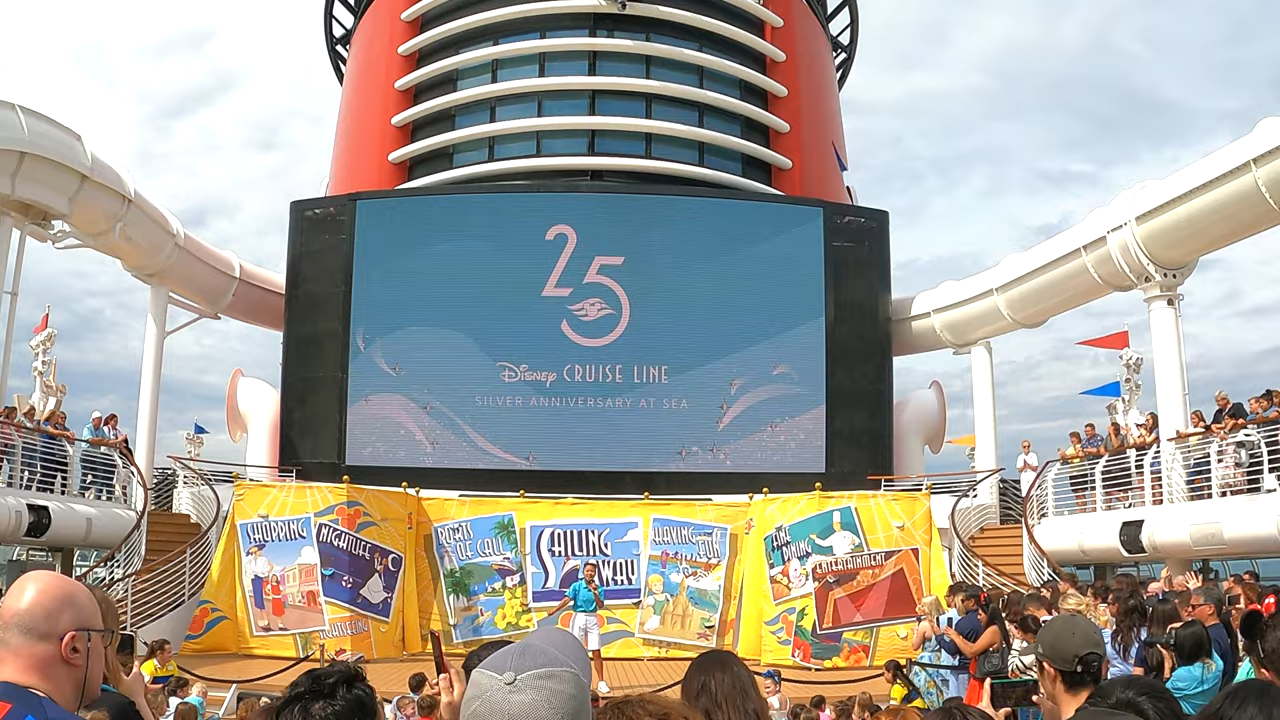 25
Disney CRUISE LINE
SILVER ANNIVERSARY AT SEA
SHOPPING
NIGHTLIFE
SIGHTSEEING
PORTS
OF CALL
SAILING
AWAY
HAVING FUN
FINE
DINING
ENTERTAINMENT